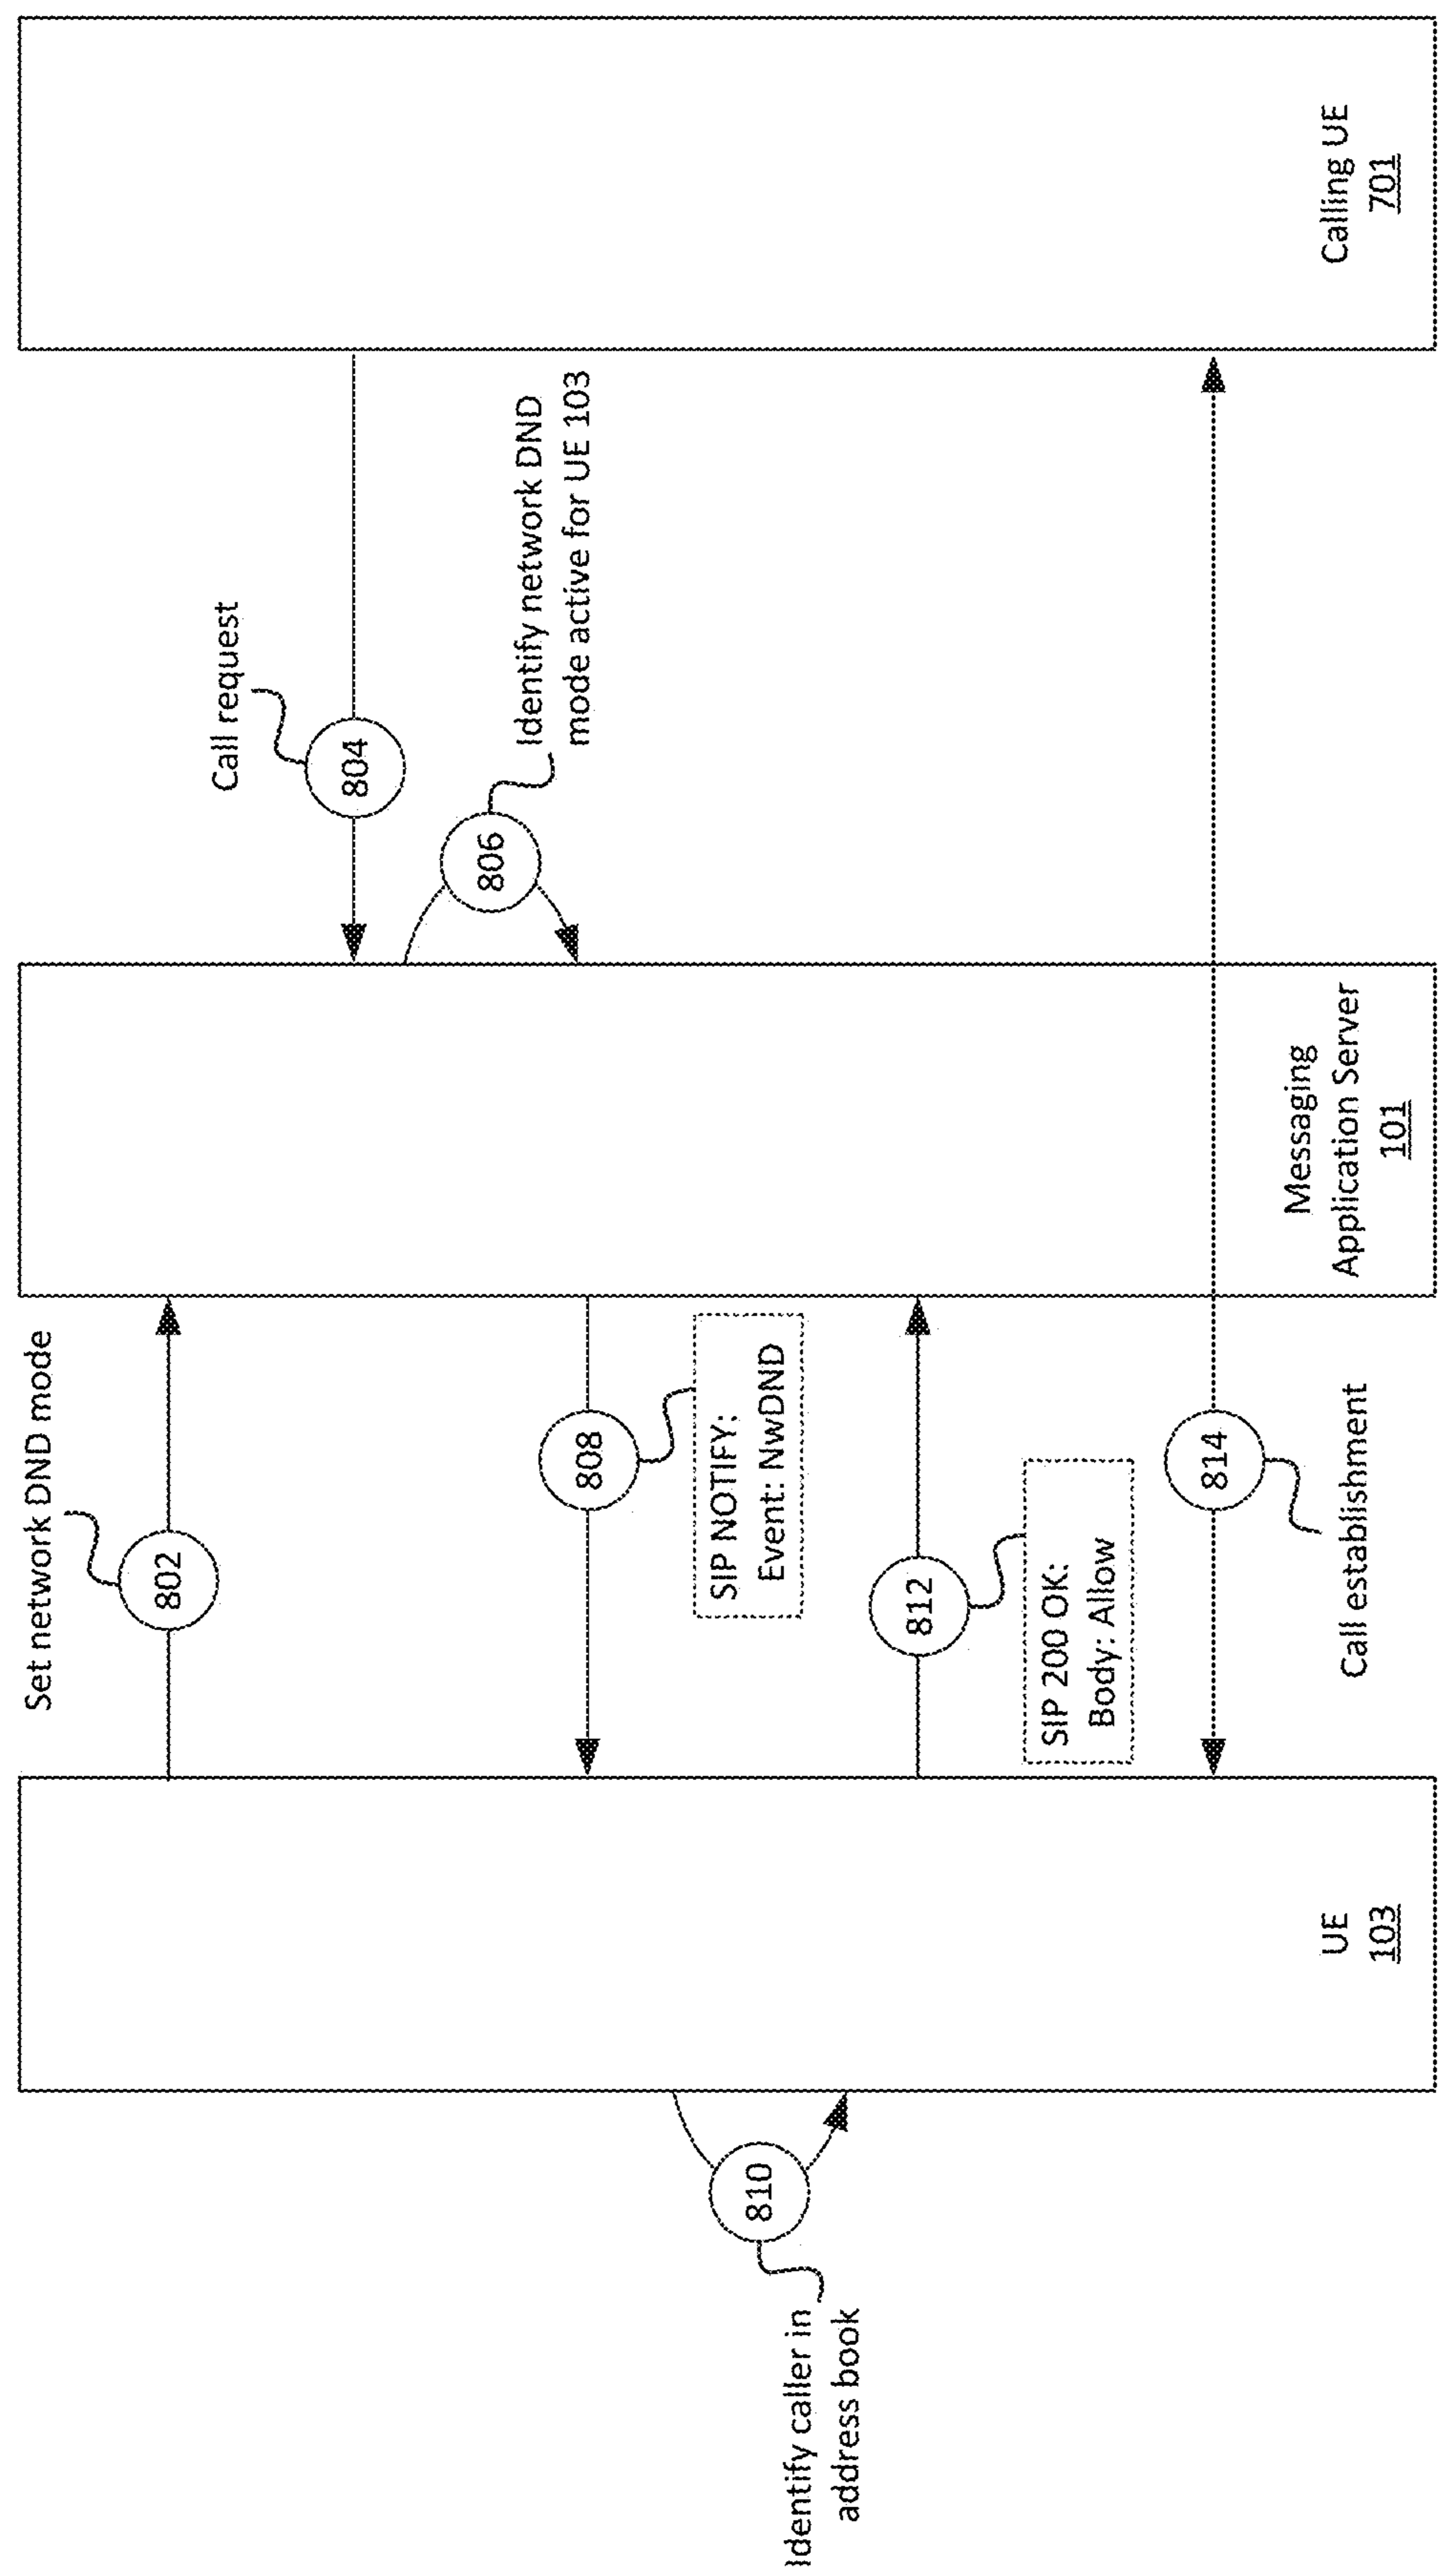 Set network DND mode
802
Call request
804
806
Identify network DND
mode active for UE 103
808
SIP NOTIFY:
Event: NwDND
810
Identify caller in
address book
812
SIP 200 OK:
Body: Allow
814
Call establishment
UE
103
Messaging
Application Server
101
Calling UE
701